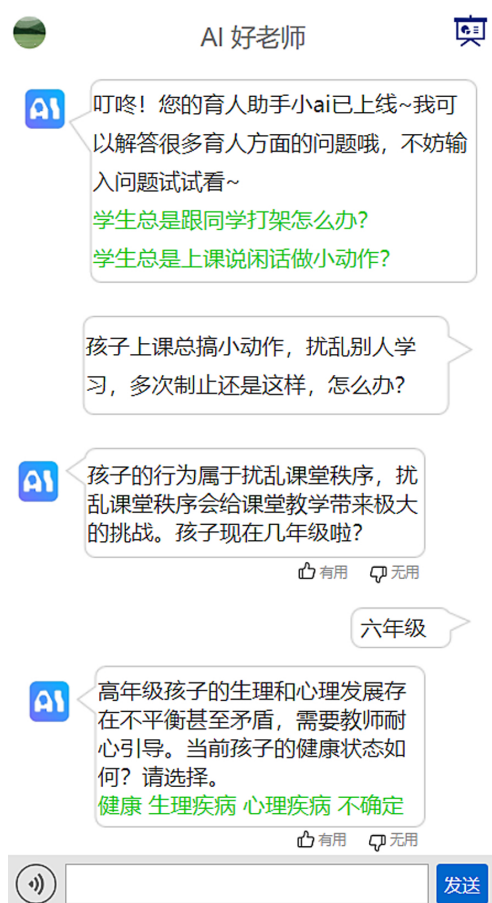 AI 好老师
AI
叮咚！您的育人助手小ai已上线~我可
以解答很多育人方面的问题哦，不妨输
入问题试试看~
学生总是跟同学打架怎么办？
学生总是上课说闲话做小动作？
孩子上课总搞小动作，扰乱别人学
习，多次制止还是这样，怎么办？
AI
孩子的行为属于扰乱课堂秩序，扰
乱课堂秩序会给课堂教学带来极大
的挑战。孩子现在几年级啦？
有用 无用
六年级
AI
高年级孩子的生理和心理发展存
在不平衡甚至矛盾，需要教师耐
心引导。当前孩子的健康状态如
何？请选择。
健康 生理疾病 心理疾病 不确定
有用 无用
发送